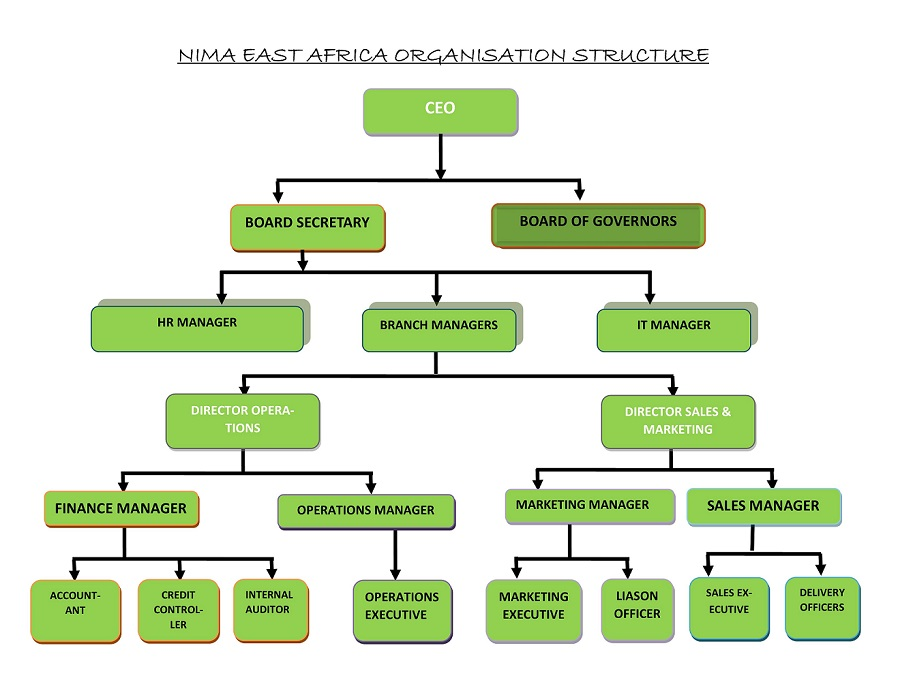 NIMA EAST AFRICA ORGANISATION STRUCTURE
CEO
BOARD SECRETARY
BOARD OF GOVERNORS
HR MANAGER
BRANCH MANAGERS
IT MANAGER
DIRECTOR OPERA-
TIONS
DIRECTOR SALES &
MARKETING
FINANCE MANAGER
OPERATIONS MANAGER
MARKETING MANAGER
SALES MANAGER
ACCOUNT-
ANT
CREDIT
CONTROL-
LER
INTERNAL
AUDITOR
OPERATIONS
EXECUTIVE
MARKETING
EXECUTIVE
LIASON
OFFICER
SALES EX-
ECUTIVE
DELIVERY
OFFICERS